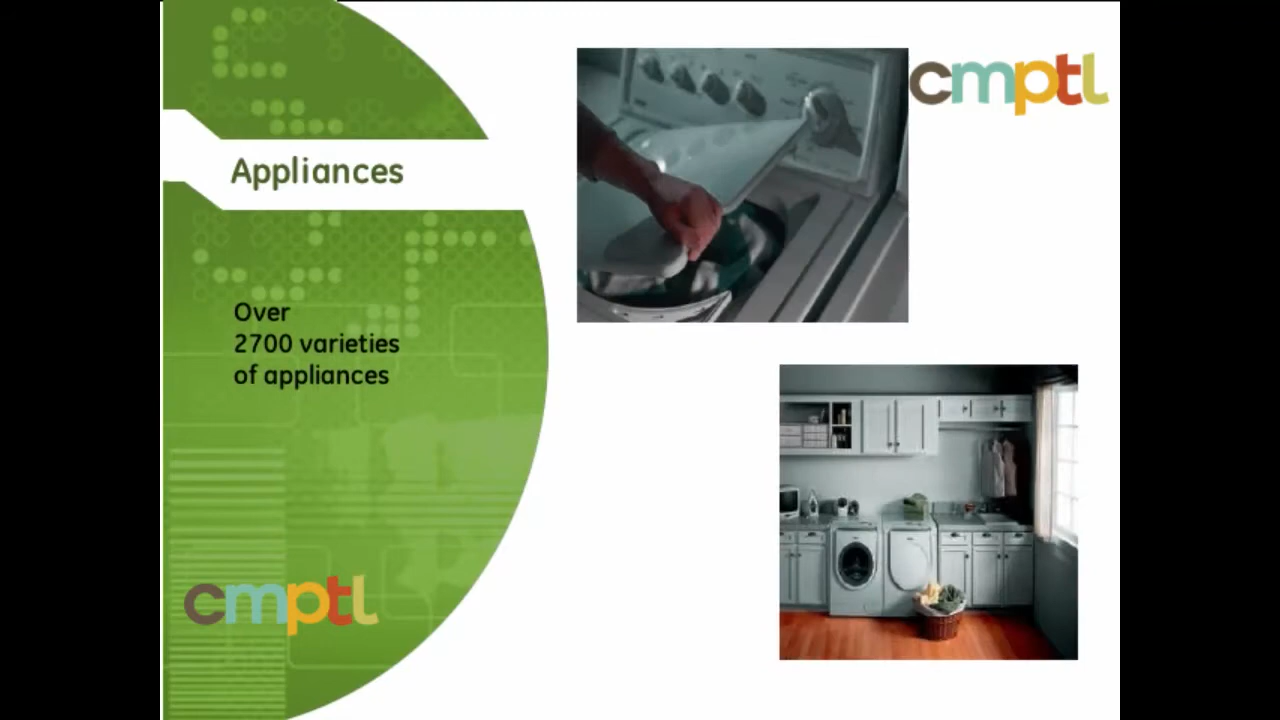 cmptl
Appliances
Over
2700 varieties
of appliances
cmptl